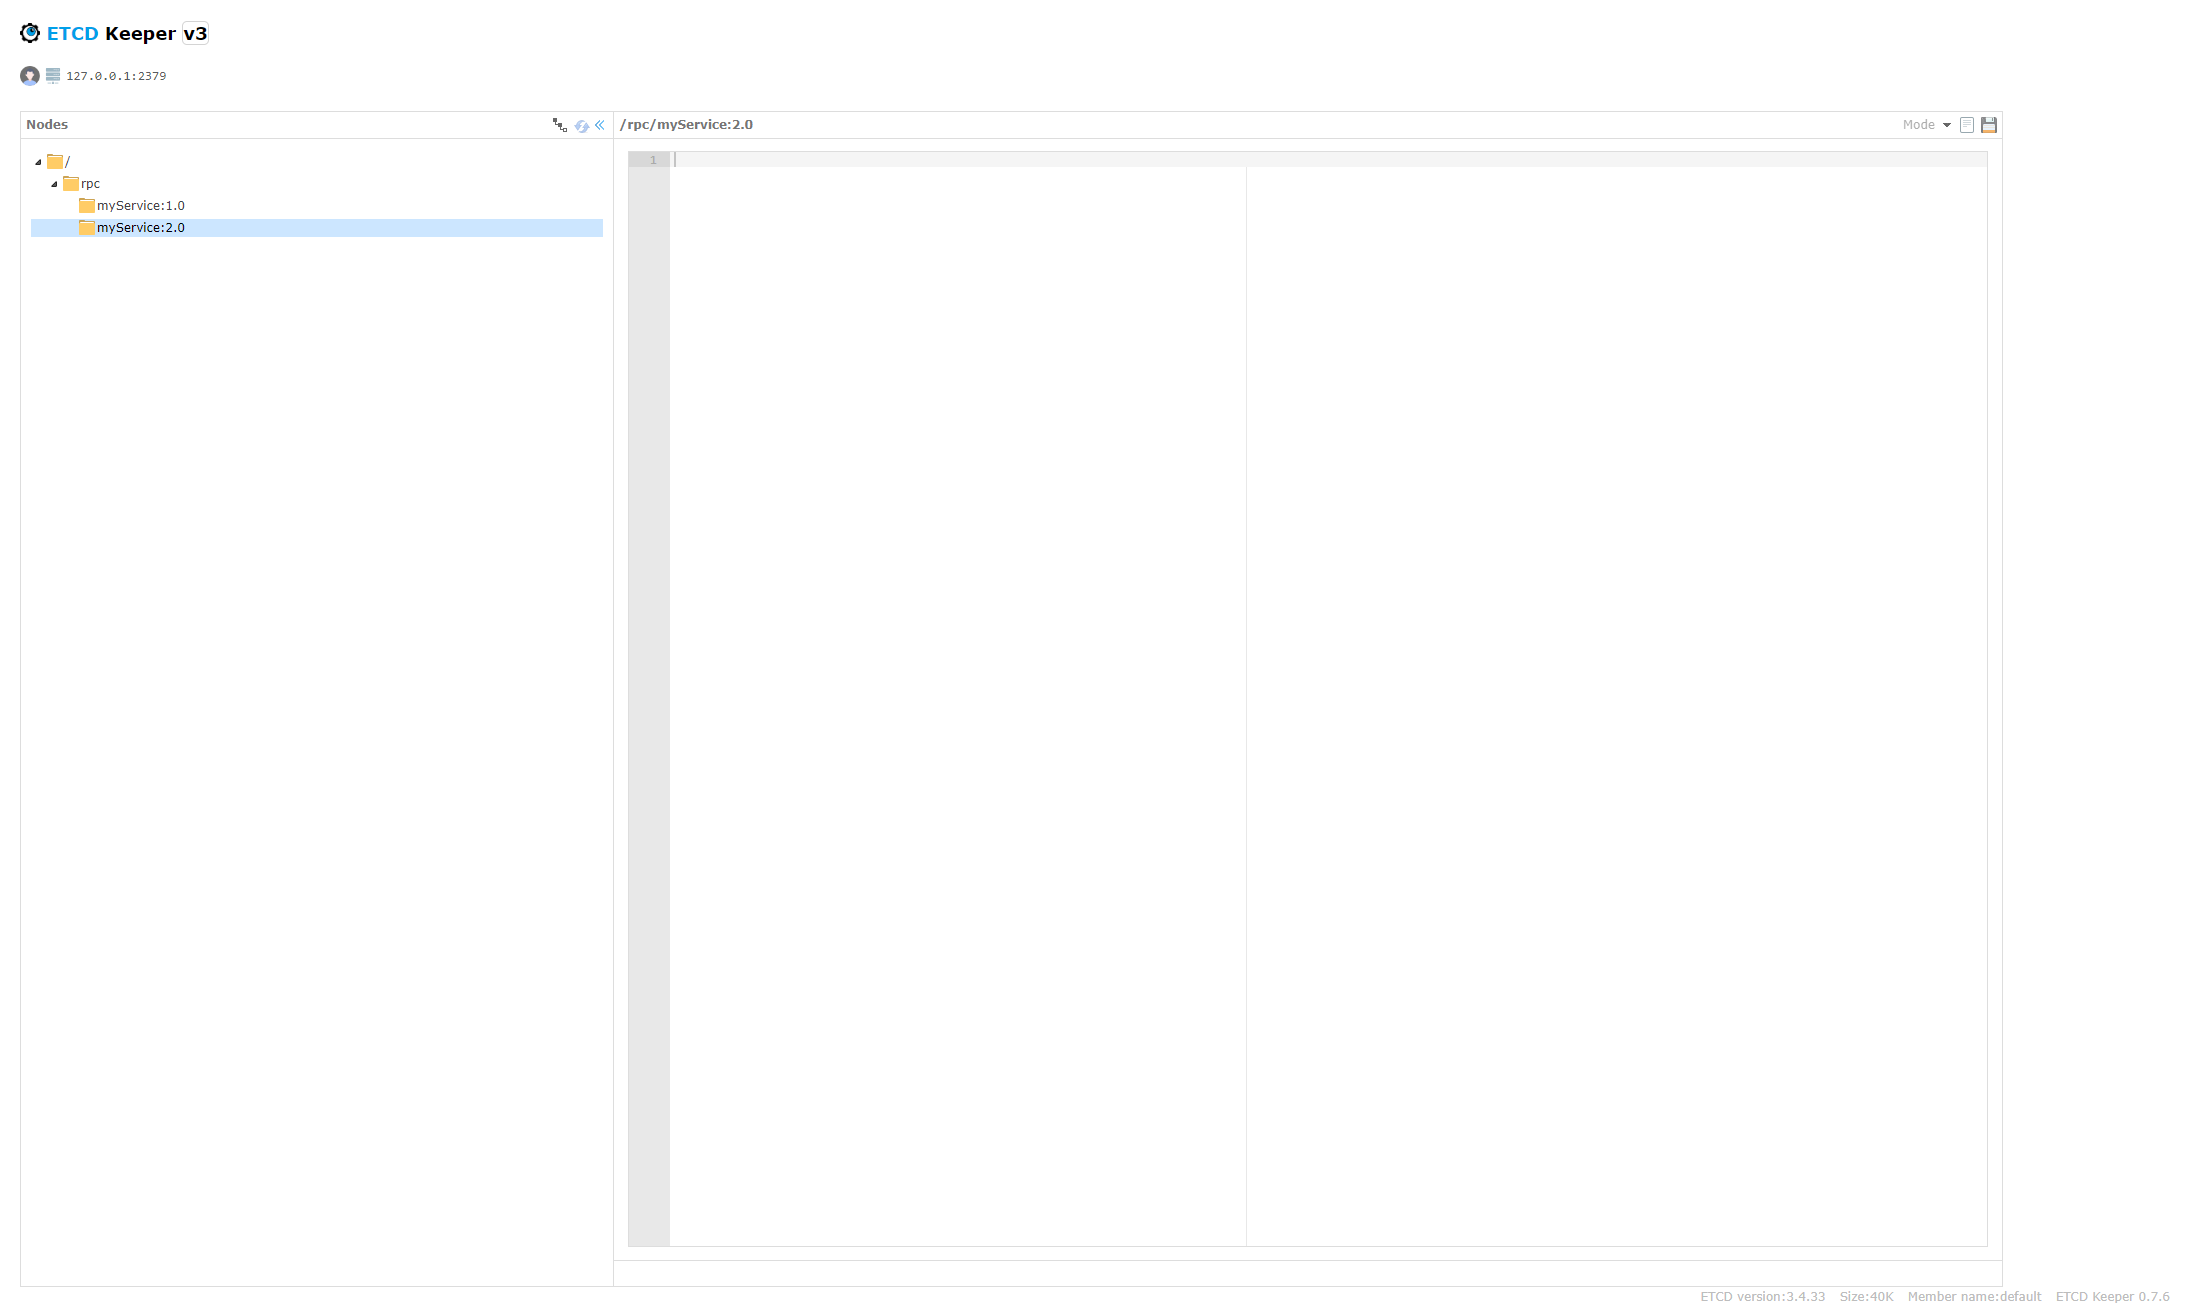 ETCD Keeper v3
127.0.0.1:2379
Nodes
/rpc/myService:2.0
Mode
/
1
rpc
myService:1.0
myService:2.0
ETCD version:3.4.33 Size:40K Member name:default ETCD Keeper 0.7.6